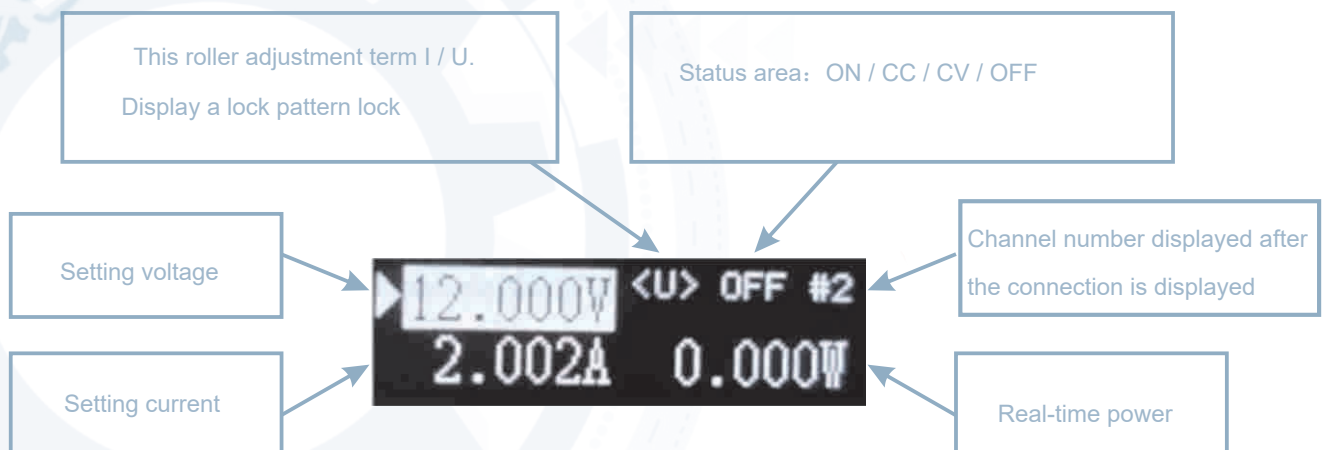 This roller adjustment term I / U.
Display a lock pattern lock
Status area：ON / CC / CV / OFF
Setting voltage
Channel number displayed after
the connection is displayed
12.000V <U> OFF #2
2.002A 0.000W
Setting current
Real-time power